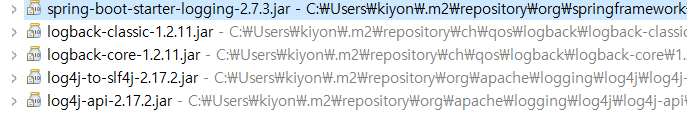 spring-boot-starter-logging-2.7.3.jar - C:₩Users₩kiyon₩.m2₩repository₩org₩springframework
logback-classic-1.2.11.jar - C:₩Users₩kiyon₩.m2₩repository₩ch₩qos₩logback₩logback-classic
logback-core-1.2.11.jar - C:₩Users₩kiyon₩.m2₩repository₩ch₩qos₩logback₩logback-core₩1.
log4j-to-slf4j-2.17.2.jar - C:₩Users₩kiyon₩.m2₩repository₩org₩apache₩logging₩log4j₩log4j-
log4j-api-2.17.2.jar - C:₩Users₩kiyon₩.m2₩repository₩org₩apache₩logging₩log4j₩log4j-api₩